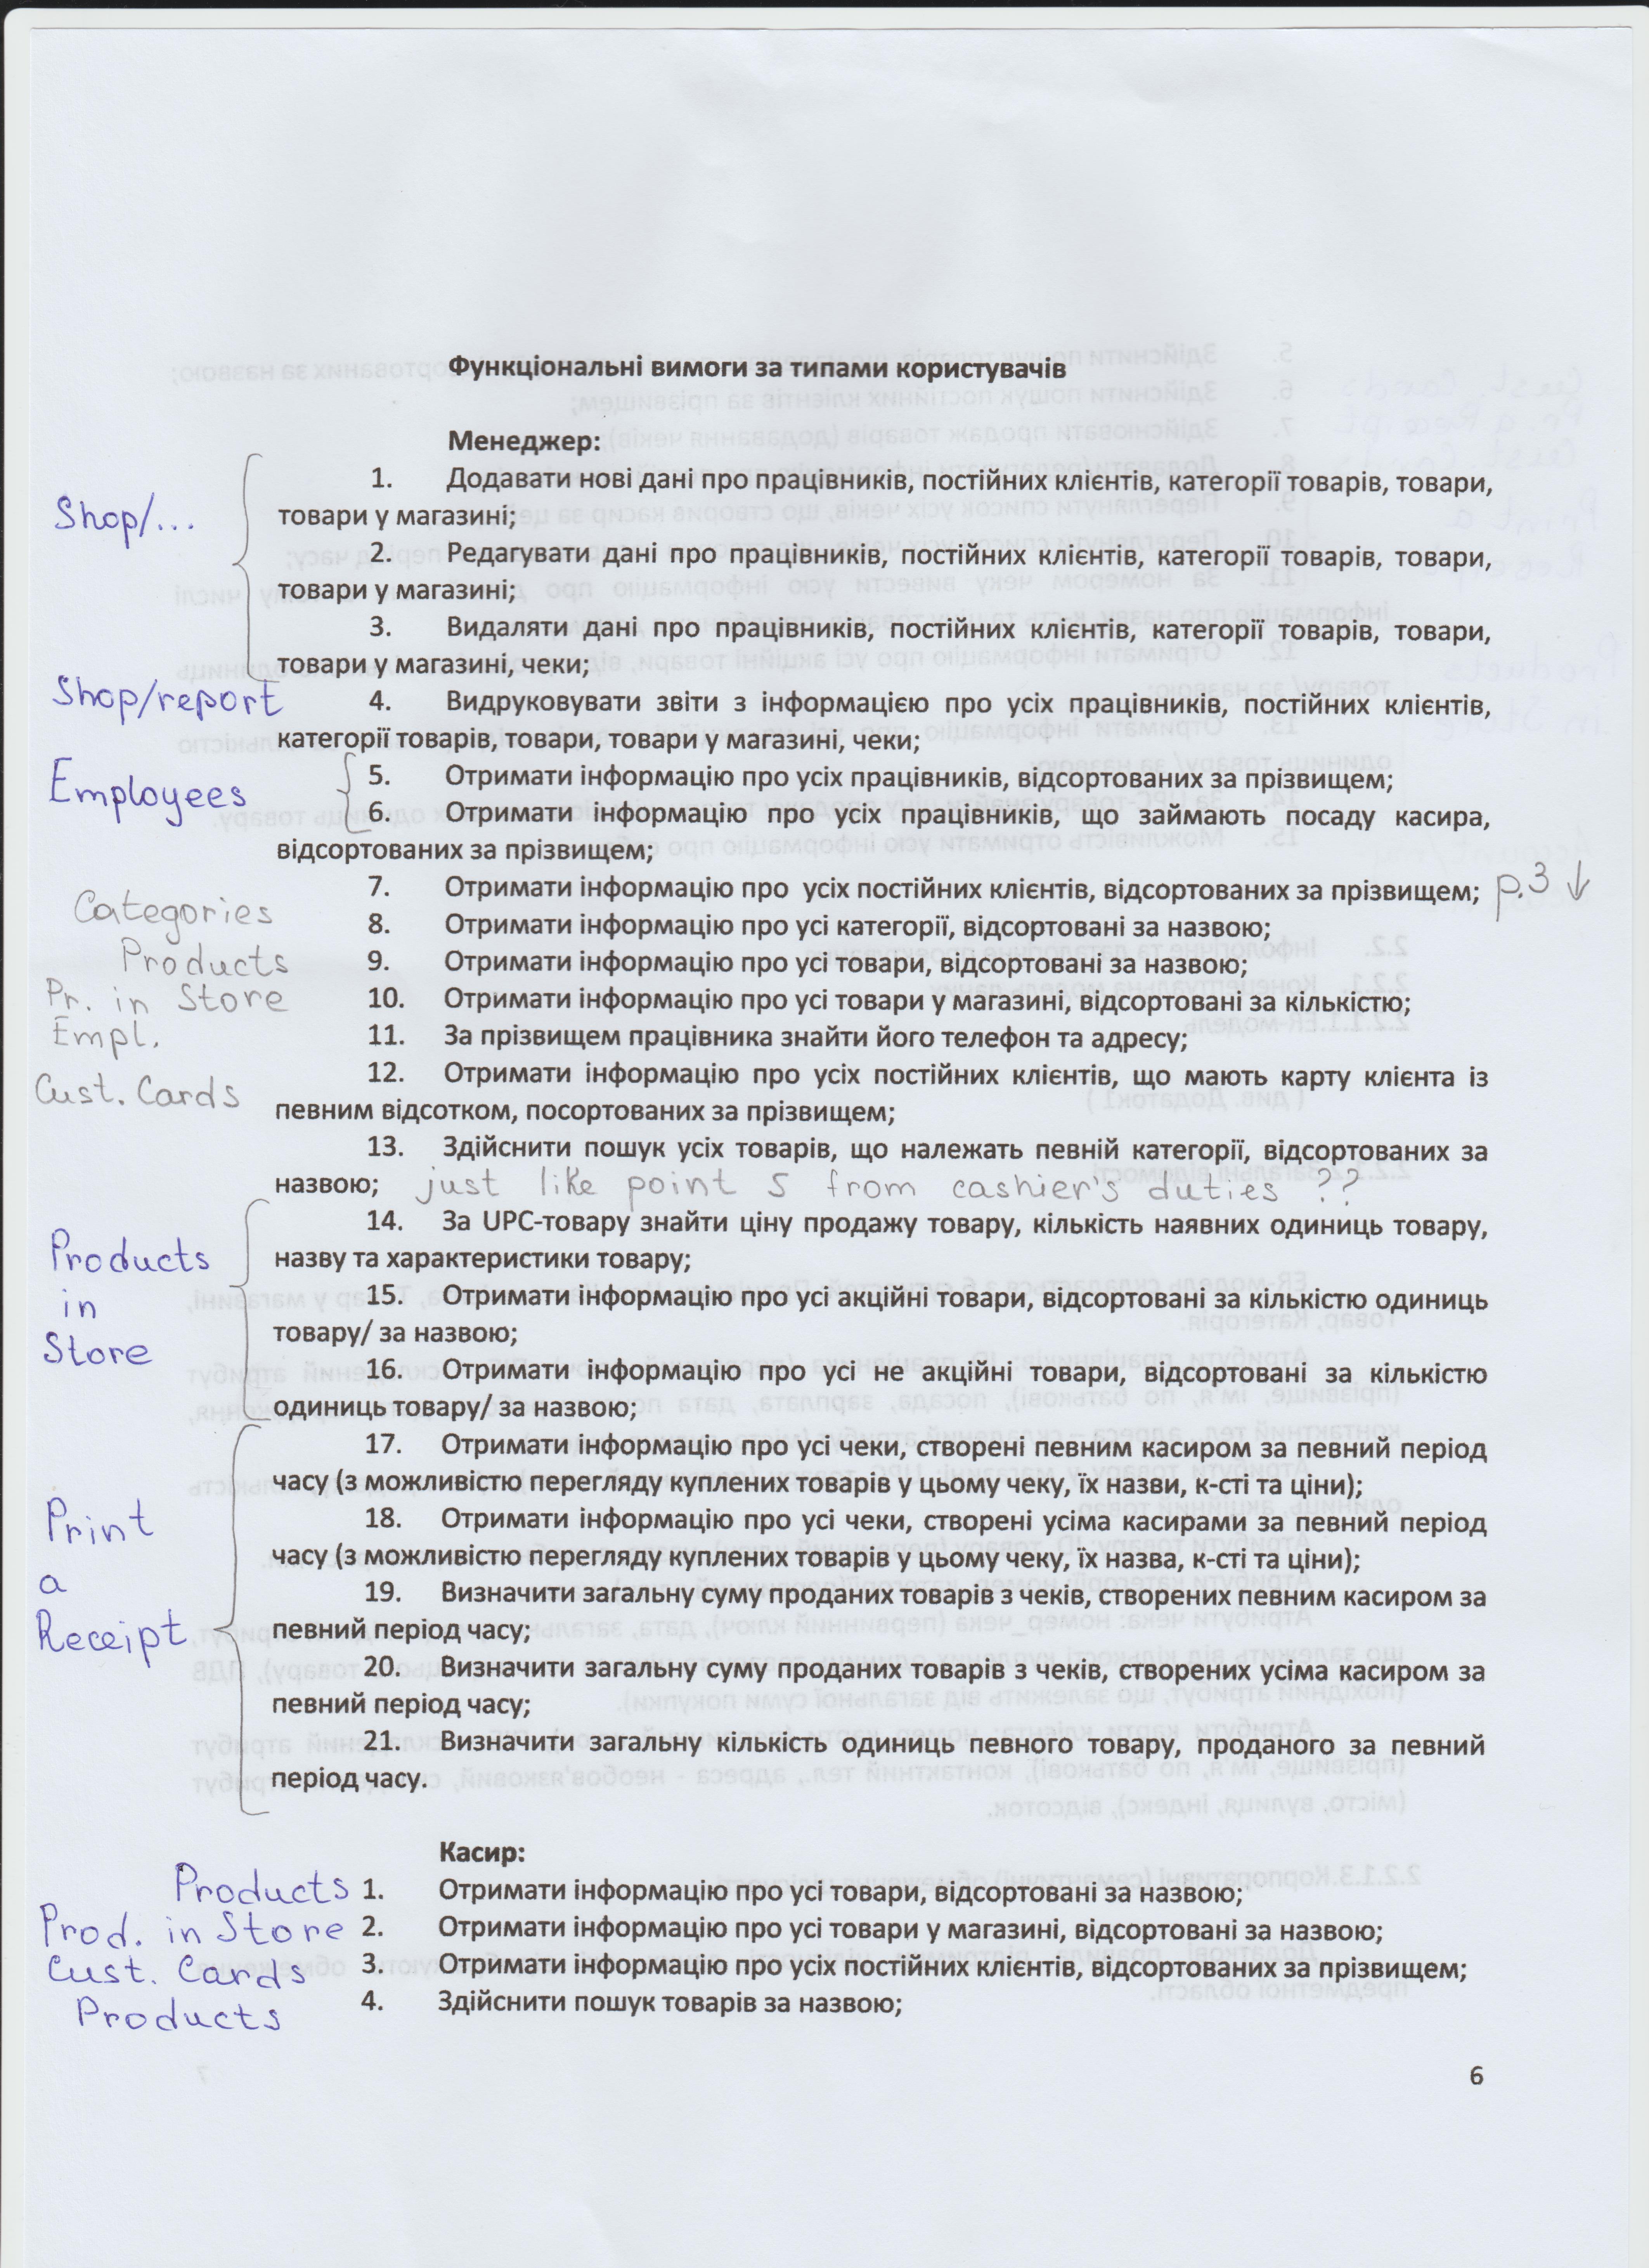 Функціональні вимоги за типами користувачів
Менеджер:
1. Додавати нові дані про працівників, постійних клієнтів, категорії товарів, товари,
Shop/...
товари у магазині;
2. Редагувати дані про працівників, постійних клієнтів, категорії товарів, товари,
товари у магазині;
3. Видаляти дані про працівників, постійних клієнтів, категорії товарів, товари,
товари у магазині, чеки;
Shop/report
4. Видруковувати звіти з інформацією про усіх працівників, постійних клієнтів,
категорії товарів, товари, товари у магазині, чеки;
Employees
5. Отримати інформацію про усіх працівників, відсортованих за прізвищем;
6. Отримати інформацію про усіх працівників, що займають посаду касира,
відсортованих за прізвищем;
7. Отримати інформацію про усіх постійних клієнтів, відсортованих за прізвищем; p.3 ↓
Categories
8. Отримати інформацію про усі категорії, відсортовані за назвою;
Products
9. Отримати інформацію про усі товари, відсортовані за назвою;
Pr. in Store
10. Отримати інформацію про усі товари у магазині, відсортовані за кількістю;
Empl.
11. За прізвищем працівника знайти його телефон та адресу;
Cust. Cards
12. Отримати інформацію про усіх постійних клієнтів, що мають карту клієнта із
певним відсотком, посортованих за прізвищем;
13. Здійснити пошук усіх товарів, що належать певній категорії, відсортованих за
назвою; just like point 5 from cashier's duties ??
14. За UPC-товару знайти ціну продажу товару, кількість наявних одиниць товару,
Products
назву та характеристики товару;
in
15. Отримати інформацію про усі акційні товари, відсортовані за кількістю одиниць
Store
товару/ за назвою;
16. Отримати інформацію про усі не акційні товари, відсортовані за кількістю
одиниць товару/ за назвою;
17. Отримати інформацію про усі чеки, створені певним касиром за певний період
часу (з можливістю перегляду куплених товарів у цьому чеку, їх назви, к-сті та ціни);
Print
18. Отримати інформацію про усі чеки, створені усіма касирами за певний період
часу (з можливістю перегляду куплених товарів у цьому чеку, їх назва, к-сті та ціни);
a
19. Визначити загальну суму проданих товарів з чеків, створених певним касиром за
Receipt
певний період часу;
20. Визначити загальну суму проданих товарів з чеків, створених усіма касиром за
певний період часу;
21. Визначити загальну кількість одиниць певного товару, проданого за певний
період часу.
Касир:
Products
1. Отримати інформацію про усі товари, відсортовані за назвою;
Prod. in Store
2. Отримати інформацію про усі товари у магазині, відсортовані за назвою;
Cust. Cards
3. Отримати інформацію про усіх постійних клієнтів, відсортованих за прізвищем;
Products
4. Здійснити пошук товарів за назвою;
6